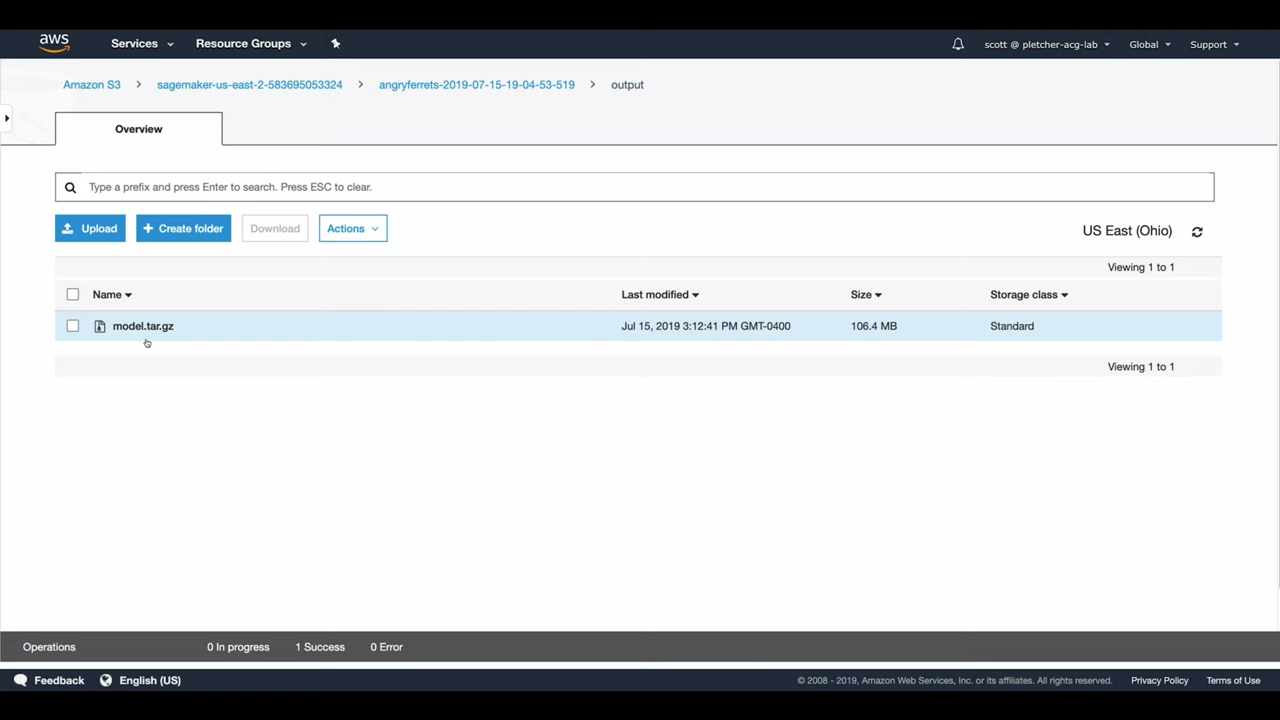 aws Services Resource Groups scott @ pletcher-acg-lab Global Support
Amazon S3 sagemaker-us-east-2-583695053324 angryferrets-2019-07-15-19-04-53-519 output
Overview
Type a prefix and press Enter to search. Press ESC to clear.
Upload + Create folder Download Actions US East (Ohio)
Viewing 1 to 1
Name Last modified Size Storage class
model.tar.gz Jul 15, 2019 3:12:41 PM GMT-0400 106.4 MB Standard
Viewing 1 to 1
Operations 0 In progress 1 Success 0 Error
Feedback English (US) © 2008 - 2019, Amazon Web Services, Inc. or its affiliates. All rights reserved. Privacy Policy Terms of Use